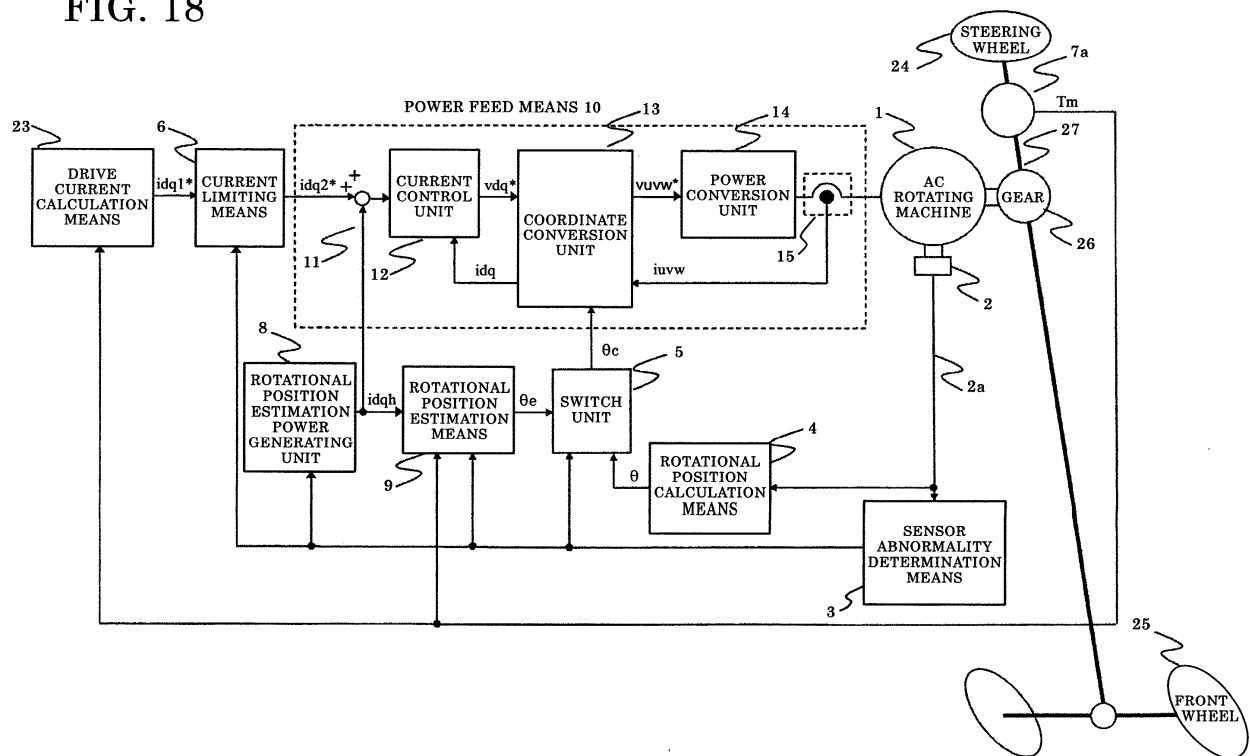 FIG. 18
STEERING
WHEEL
24
7a
Tm
POWER FEED MEANS 10
13
14
1
27
23
6
DRIVE
CURRENT
CALCULATION
MEANS
idq1*
CURRENT
LIMITING
MEANS
idq2*
+
+
CURRENT
CONTROL
UNIT
vdq*
COORDINATE
CONVERSION
UNIT
vuvw*
POWER
CONVERSION
UNIT
AC
ROTATING
MACHINE
GEAR
26
11
12
idq
iuvw
15
2
8
θc
5
2a
ROTATIONAL
POSITION
ESTIMATION
POWER
GENERATING
UNIT
idqh
ROTATIONAL
POSITION
ESTIMATION
MEANS
θe
SWITCH
UNIT
4
9
θ
ROTATIONAL
POSITION
CALCULATION
MEANS
SENSOR
ABNORMALITY
DETERMINATION
MEANS
3
25
FRONT
WHEEL